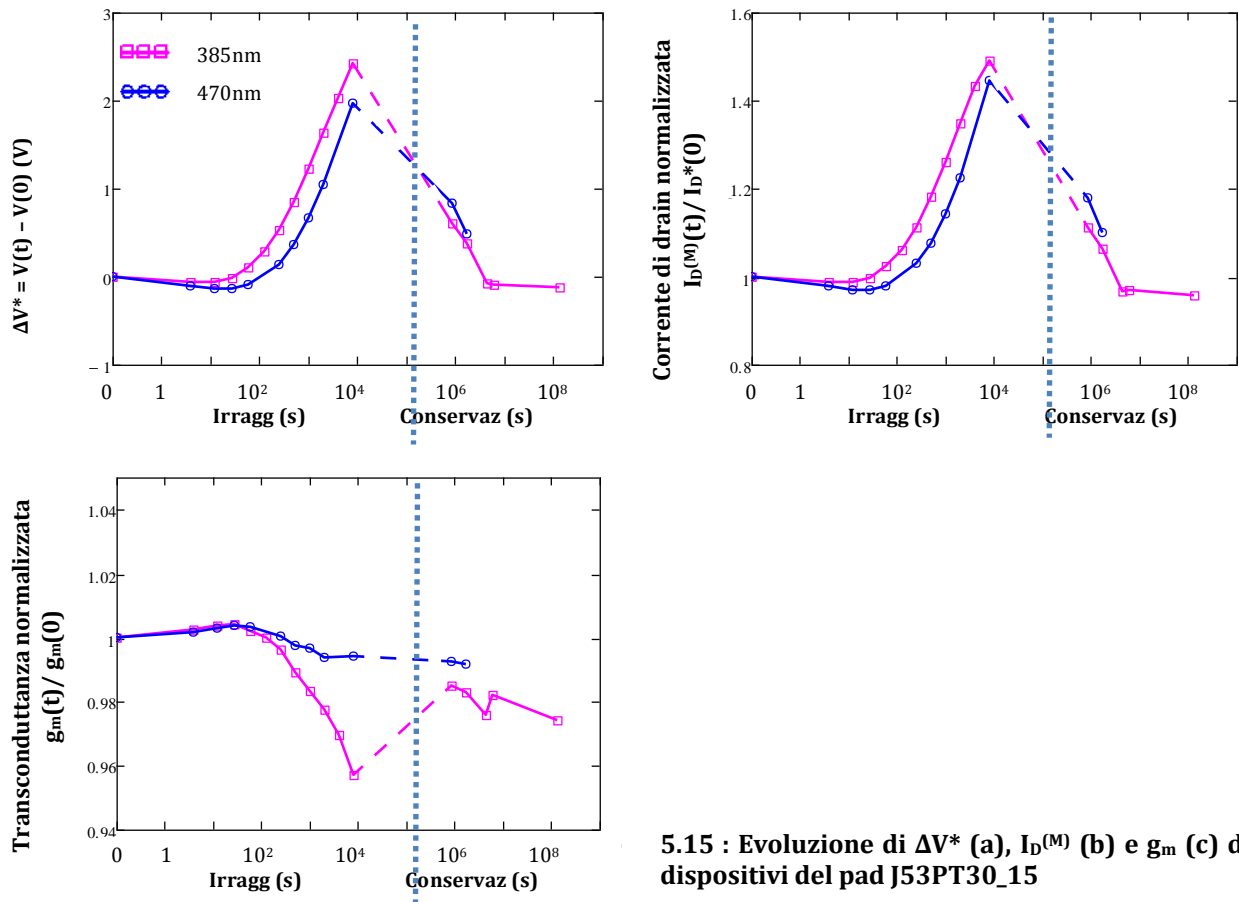 3
2
1
0
− 1
385nm
470nm
ΔV* = V(t) − V(0) (V)
0 1 10² 10⁴ 10⁶ 10⁸
Irragg (s) Conservaz (s)
1.6
1.4
1.2
1
0.8
Corrente di drain normalizzata
I_D^(M)(t)/ I_D*(0)
0 1 10² 10⁴ 10⁶ 10⁸
Irragg (s) Conservaz (s)
1.04
1.02
1
0.98
0.96
0.94
Transconduttanza normalizzata
g_m(t)/ g_m(0)
0 1 10² 10⁴ 10⁶ 10⁸
Irragg (s) Conservaz (s)
5.15 : Evoluzione di ΔV* (a), I_D^(M) (b) e g_m (c) d
dispositivi del pad J53PT30_15